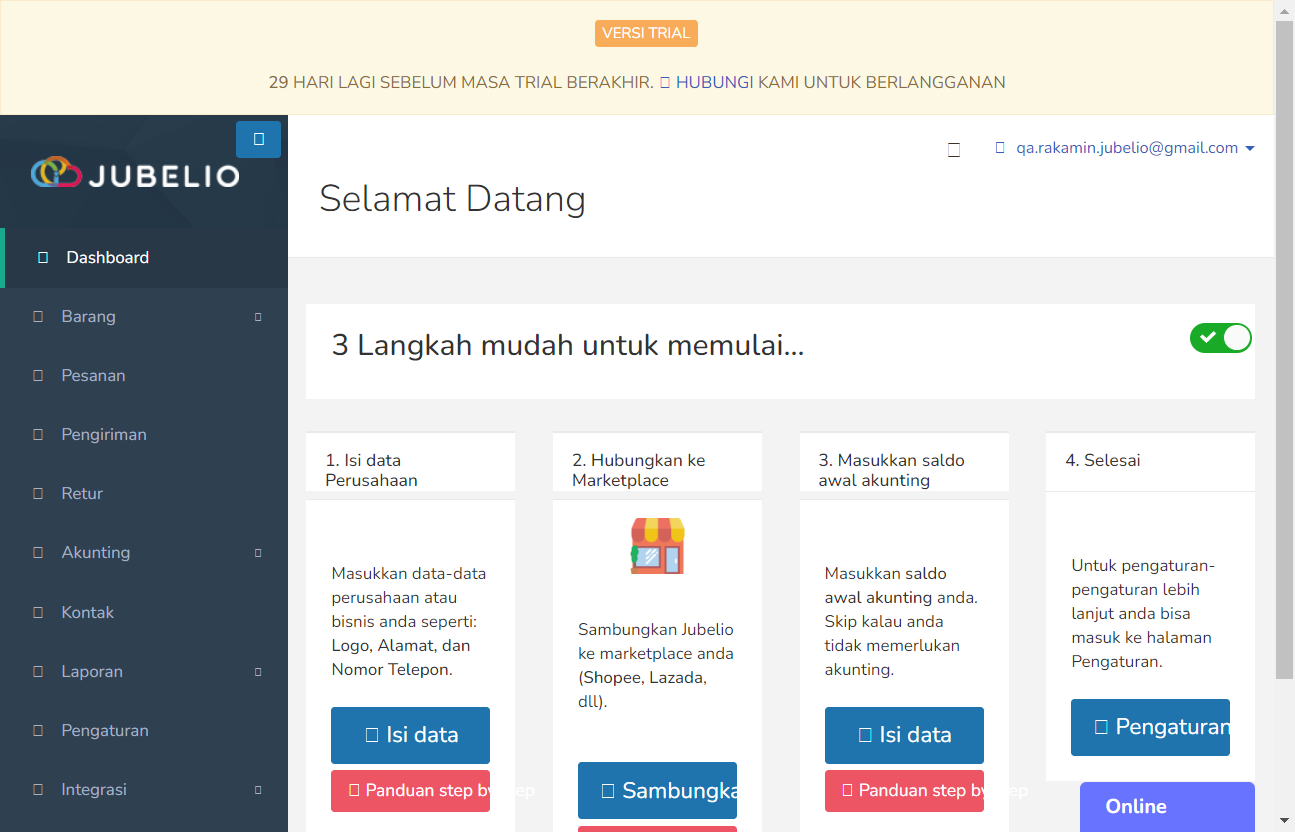 VERSI TRIAL
29 HARI LAGI SEBELUM MASA TRIAL BERAKHIR. HUBUNGI KAMI UNTUK BERLANGGANAN
JUBELIO
qa.rakamin.jubelio@gmail.com
Selamat Datang
Dashboard
Barang
Pesanan
Pengiriman
Retur
Akunting
Kontak
Laporan
Pengaturan
Integrasi
3 Langkah mudah untuk memulai...
1. Isi data
Perusahaan
Masukkan data-data
perusahaan atau
bisnis anda seperti:
Logo, Alamat, dan
Nomor Telepon.
Isi data
Panduan step by step
2. Hubungkan ke
Marketplace
Sambungkan Jubelio
ke marketplace anda
(Shopee, Lazada,
dll).
Sambungka
3. Masukkan saldo
awal akunting
Masukkan saldo
awal akunting anda.
Skip kalau anda
tidak memerlukan
akunting.
Isi data
Panduan step by step
4. Selesai
Untuk pengaturan-
pengaturan lebih
lanjut anda bisa
masuk ke halaman
Pengaturan.
Pengaturan
Online